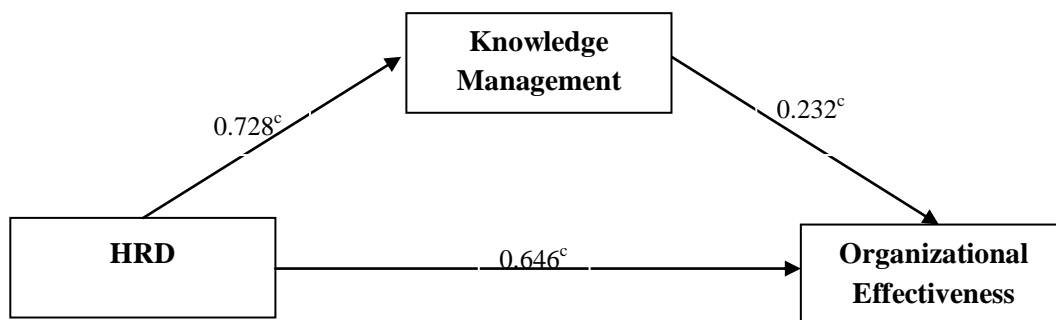 Knowledge
Management
0.728ᶜ
0.232ᶜ
HRD
0.646ᶜ
Organizational
Effectiveness